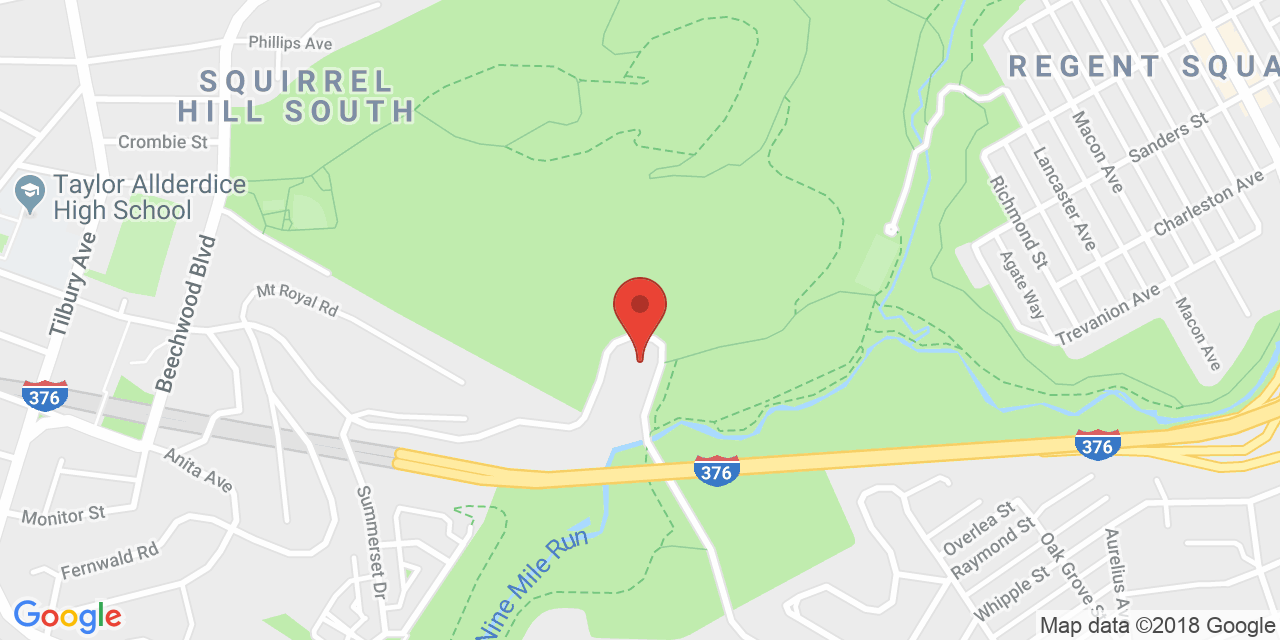 Phillips Ave
SQUIRREL
HILL SOUTH
REGENT SQUA
Crombie St
Macon Ave
Sanders St
Taylor Allderdice
High School
Lancaster Ave
Richmond St
Charleston Ave
Tilbury Ave
Beechwood Blvd
Mt Royal Rd
Agate Way
Trevanion Ave
Macon Ave
376
376
376
Anita Ave
Monitor St
Fernwald Rd
Summerset Dr
Nine Mile Run
Overlea St
Raymond St
Whipple St
Oak Grove S
Aurelius Av
Google
Map data ©2018 Google